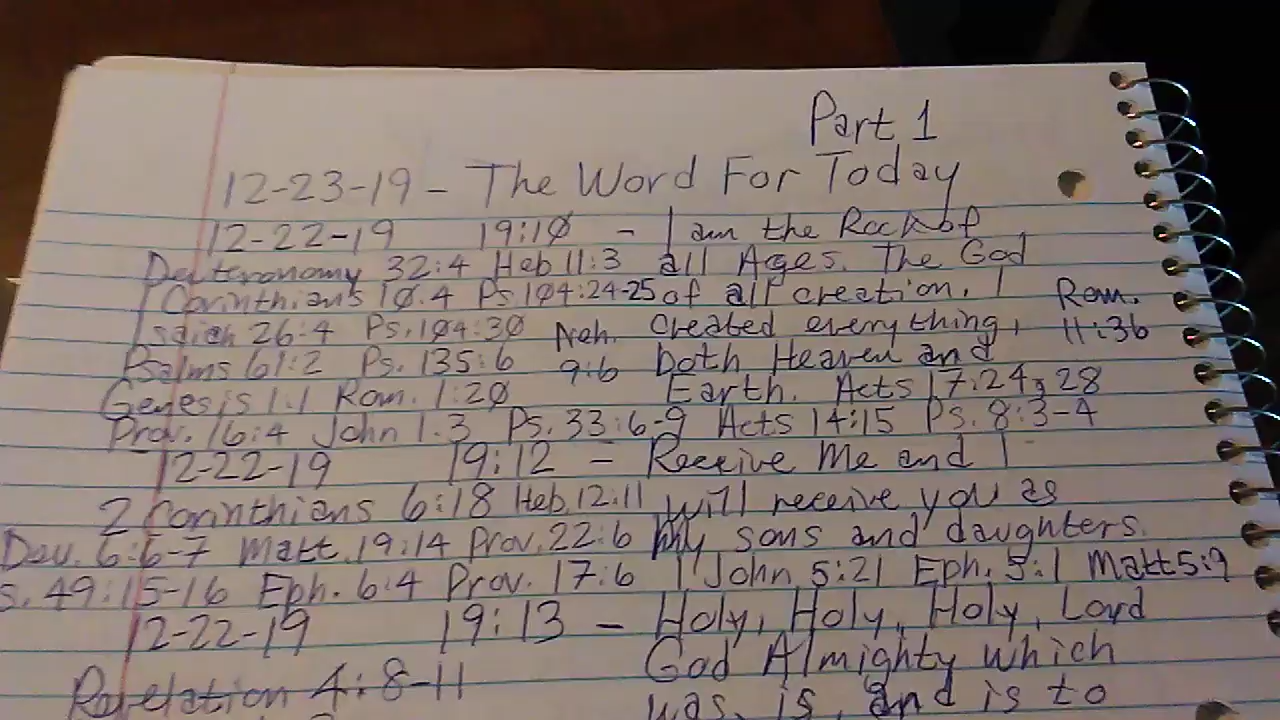 Part 1
12-23-19 - The Word For Today
12-22-19 19:10 - I am the Rock of
Deuteronomy 32:4 Heb 11:3 all Ages. The God
1 Corinthians 10:4 Ps 104:24-25 of all creation. I
Isaiah 26:4 Ps. 104:30 Neh. created everything, Rom. 11:36
Psalms 61:2 Ps. 135:6 9:6 both Heaven and
Genesis 1:1 Rom. 1:20 Earth. Acts 17:24,28
Prov. 16:4 John 1:3 Ps. 33:6-9 Acts 14:15 Ps. 8:3-4
12-22-19 19:12 - Receive Me and I
2 Corinthians 6:18 Heb. 12:11 will receive you as
Deu. 6:6-7 Matt. 19:14 Prov. 22:6 My sons and daughters.
s. 49:15-16 Eph. 6:4 Prov. 17:6 1 John 5:21 Eph. 5:1 Matt 5:9
12-22-19 19:13 - Holy, Holy, Holy, Lord
God Almighty which
Revelation 4:8-11 was, is, and is to